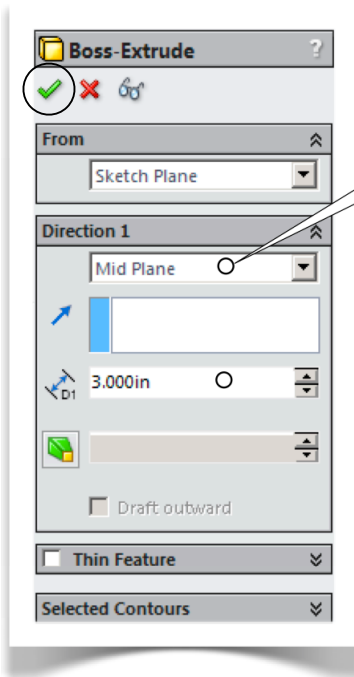 Boss-Extrude ?
From
Sketch Plane
Direction 1
Mid Plane
D1 3.000in
Draft outward
Thin Feature
Selected Contours